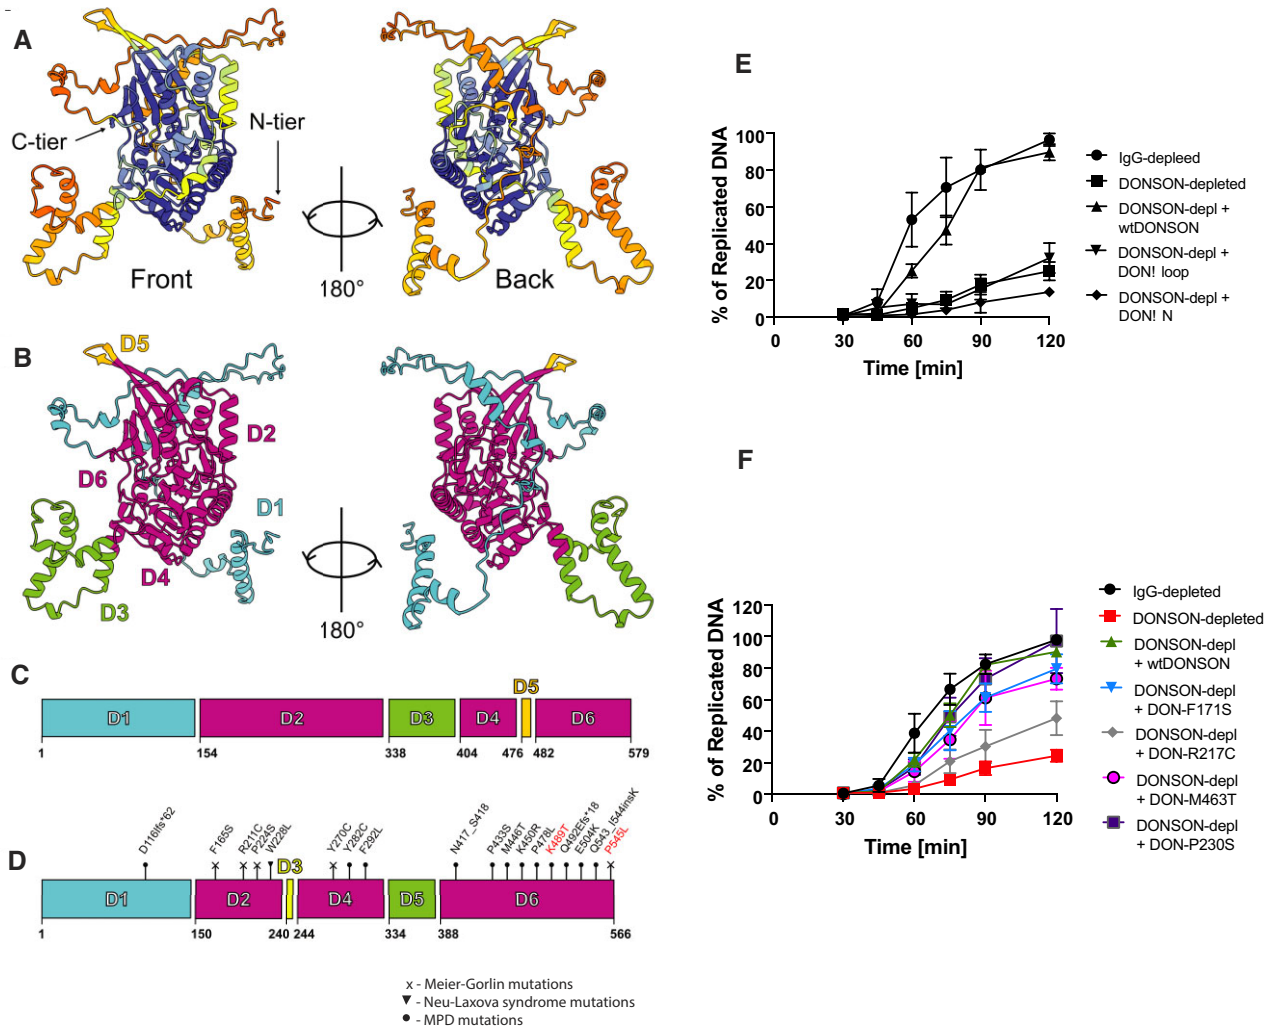 A
C-tier
N-tier
Front
180°
Back
B
D5
D2
D6
D1
D4
D3
180°
C
D1
D2
D3
D4
D5
D6
1
154
338
404
476
482
579
D
D116Ifs*62
F165S
R211C
P224S
W228L
Y270C
Y282C
F292L
N417_S418
P433S
M446T
K450R
P478L
K489T
Q492Efs*18
E504K
Q543_I544insK
P545L
D1
D2
D3
D4
D5
D6
1
150
240
244
334
388
566
x - Meier-Gorlin mutations
▼ - Neu-Laxova syndrome mutations
● - MPD mutations
E
% of Replicated DNA
100
80
60
40
20
0
0
30
60
90
120
Time [min]
IgG-depleed
DONSON-depleted
DONSON-depl +
wtDONSON
DONSON-depl +
DON! loop
DONSON-depl +
DON! N
F
% of Replicated DNA
120
100
80
60
40
20
0
0
30
60
90
120
Time [min]
IgG-depleted
DONSON-depleted
DONSON-depl
+ wtDONSON
DONSON-depl
+ DON-F171S
DONSON-depl
+ DON-R217C
DONSON-depl
+ DON-M463T
DONSON-depl
+ DON-P230S